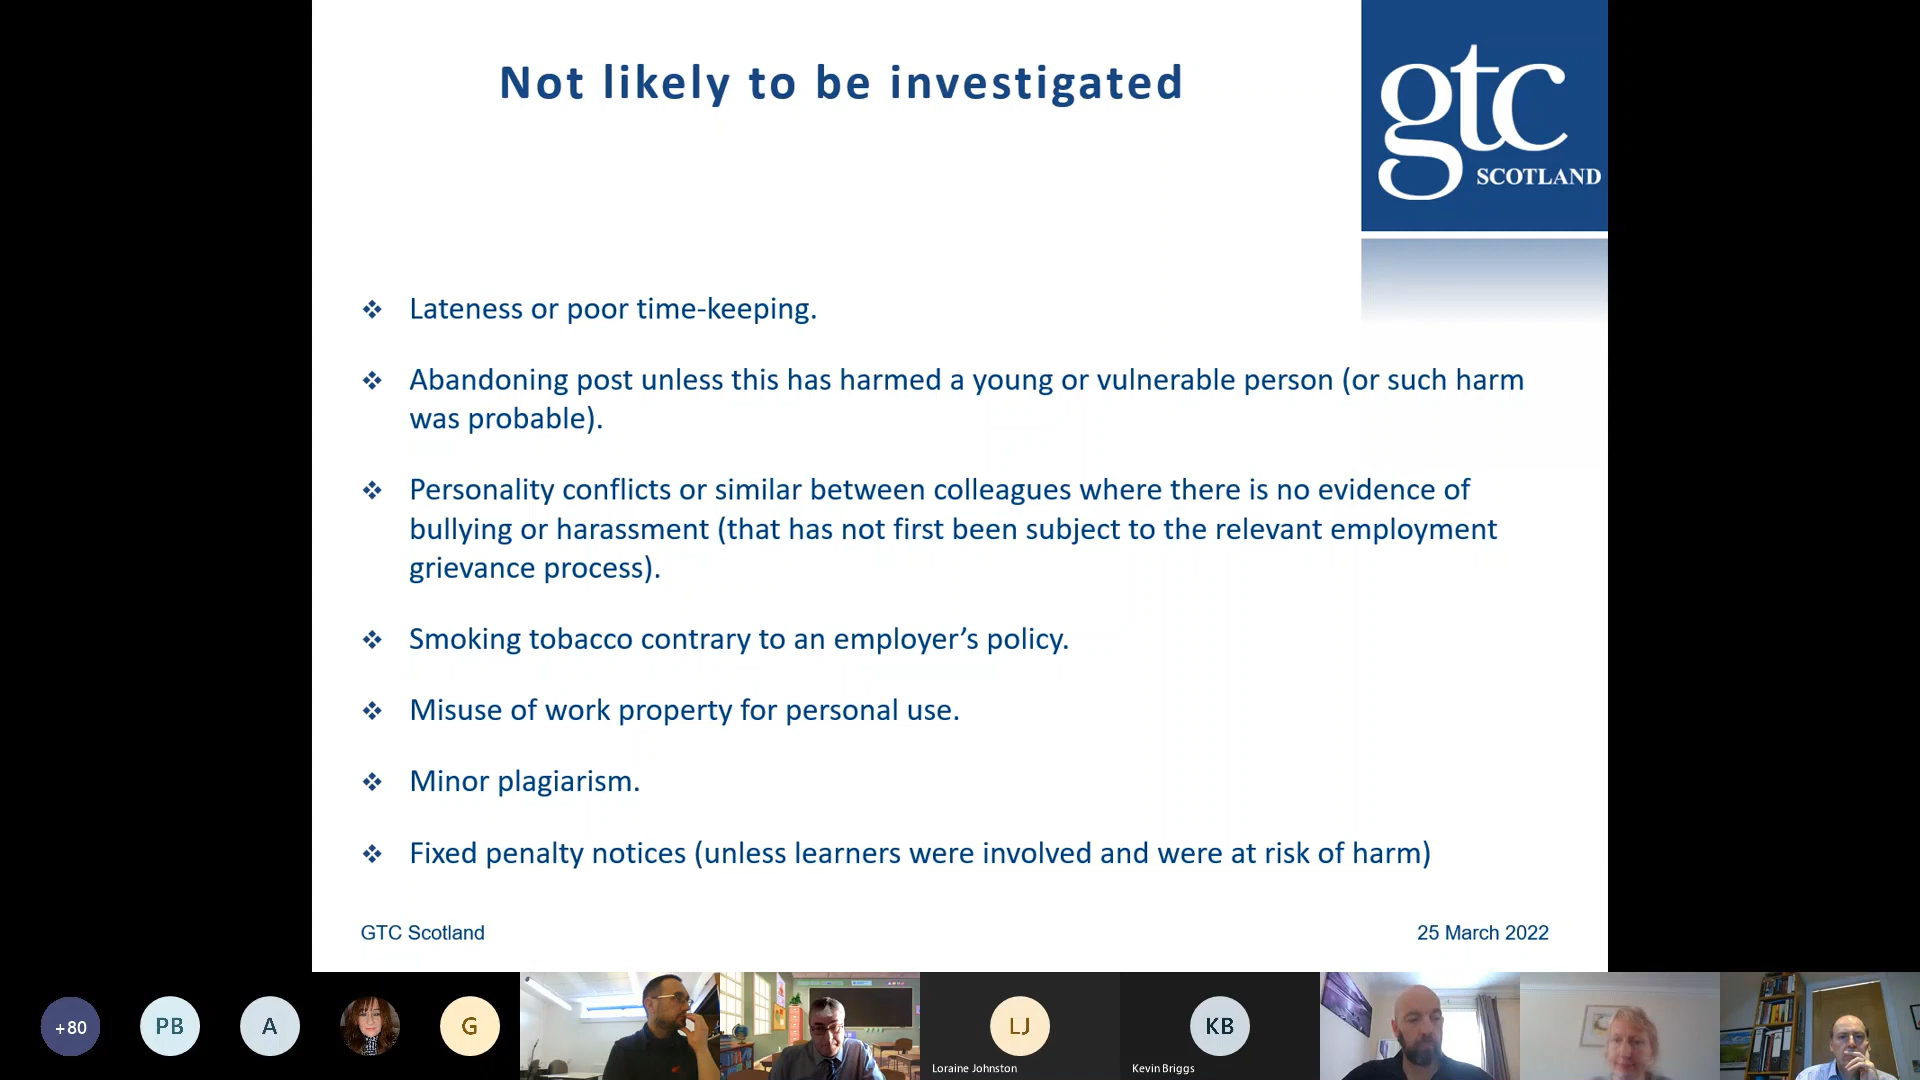 Not likely to be investigated
gtc
SCOTLAND
❖ Lateness or poor time-keeping.
❖ Abandoning post unless this has harmed a young or vulnerable person (or such harm
was probable).
❖ Personality conflicts or similar between colleagues where there is no evidence of
bullying or harassment (that has not first been subject to the relevant employment
grievance process).
❖ Smoking tobacco contrary to an employer’s policy.
❖ Misuse of work property for personal use.
❖ Minor plagiarism.
❖ Fixed penalty notices (unless learners were involved and were at risk of harm)
GTC Scotland
25 March 2022
+80
PB
A
G
LJ
Loraine Johnston
KB
Kevin Briggs